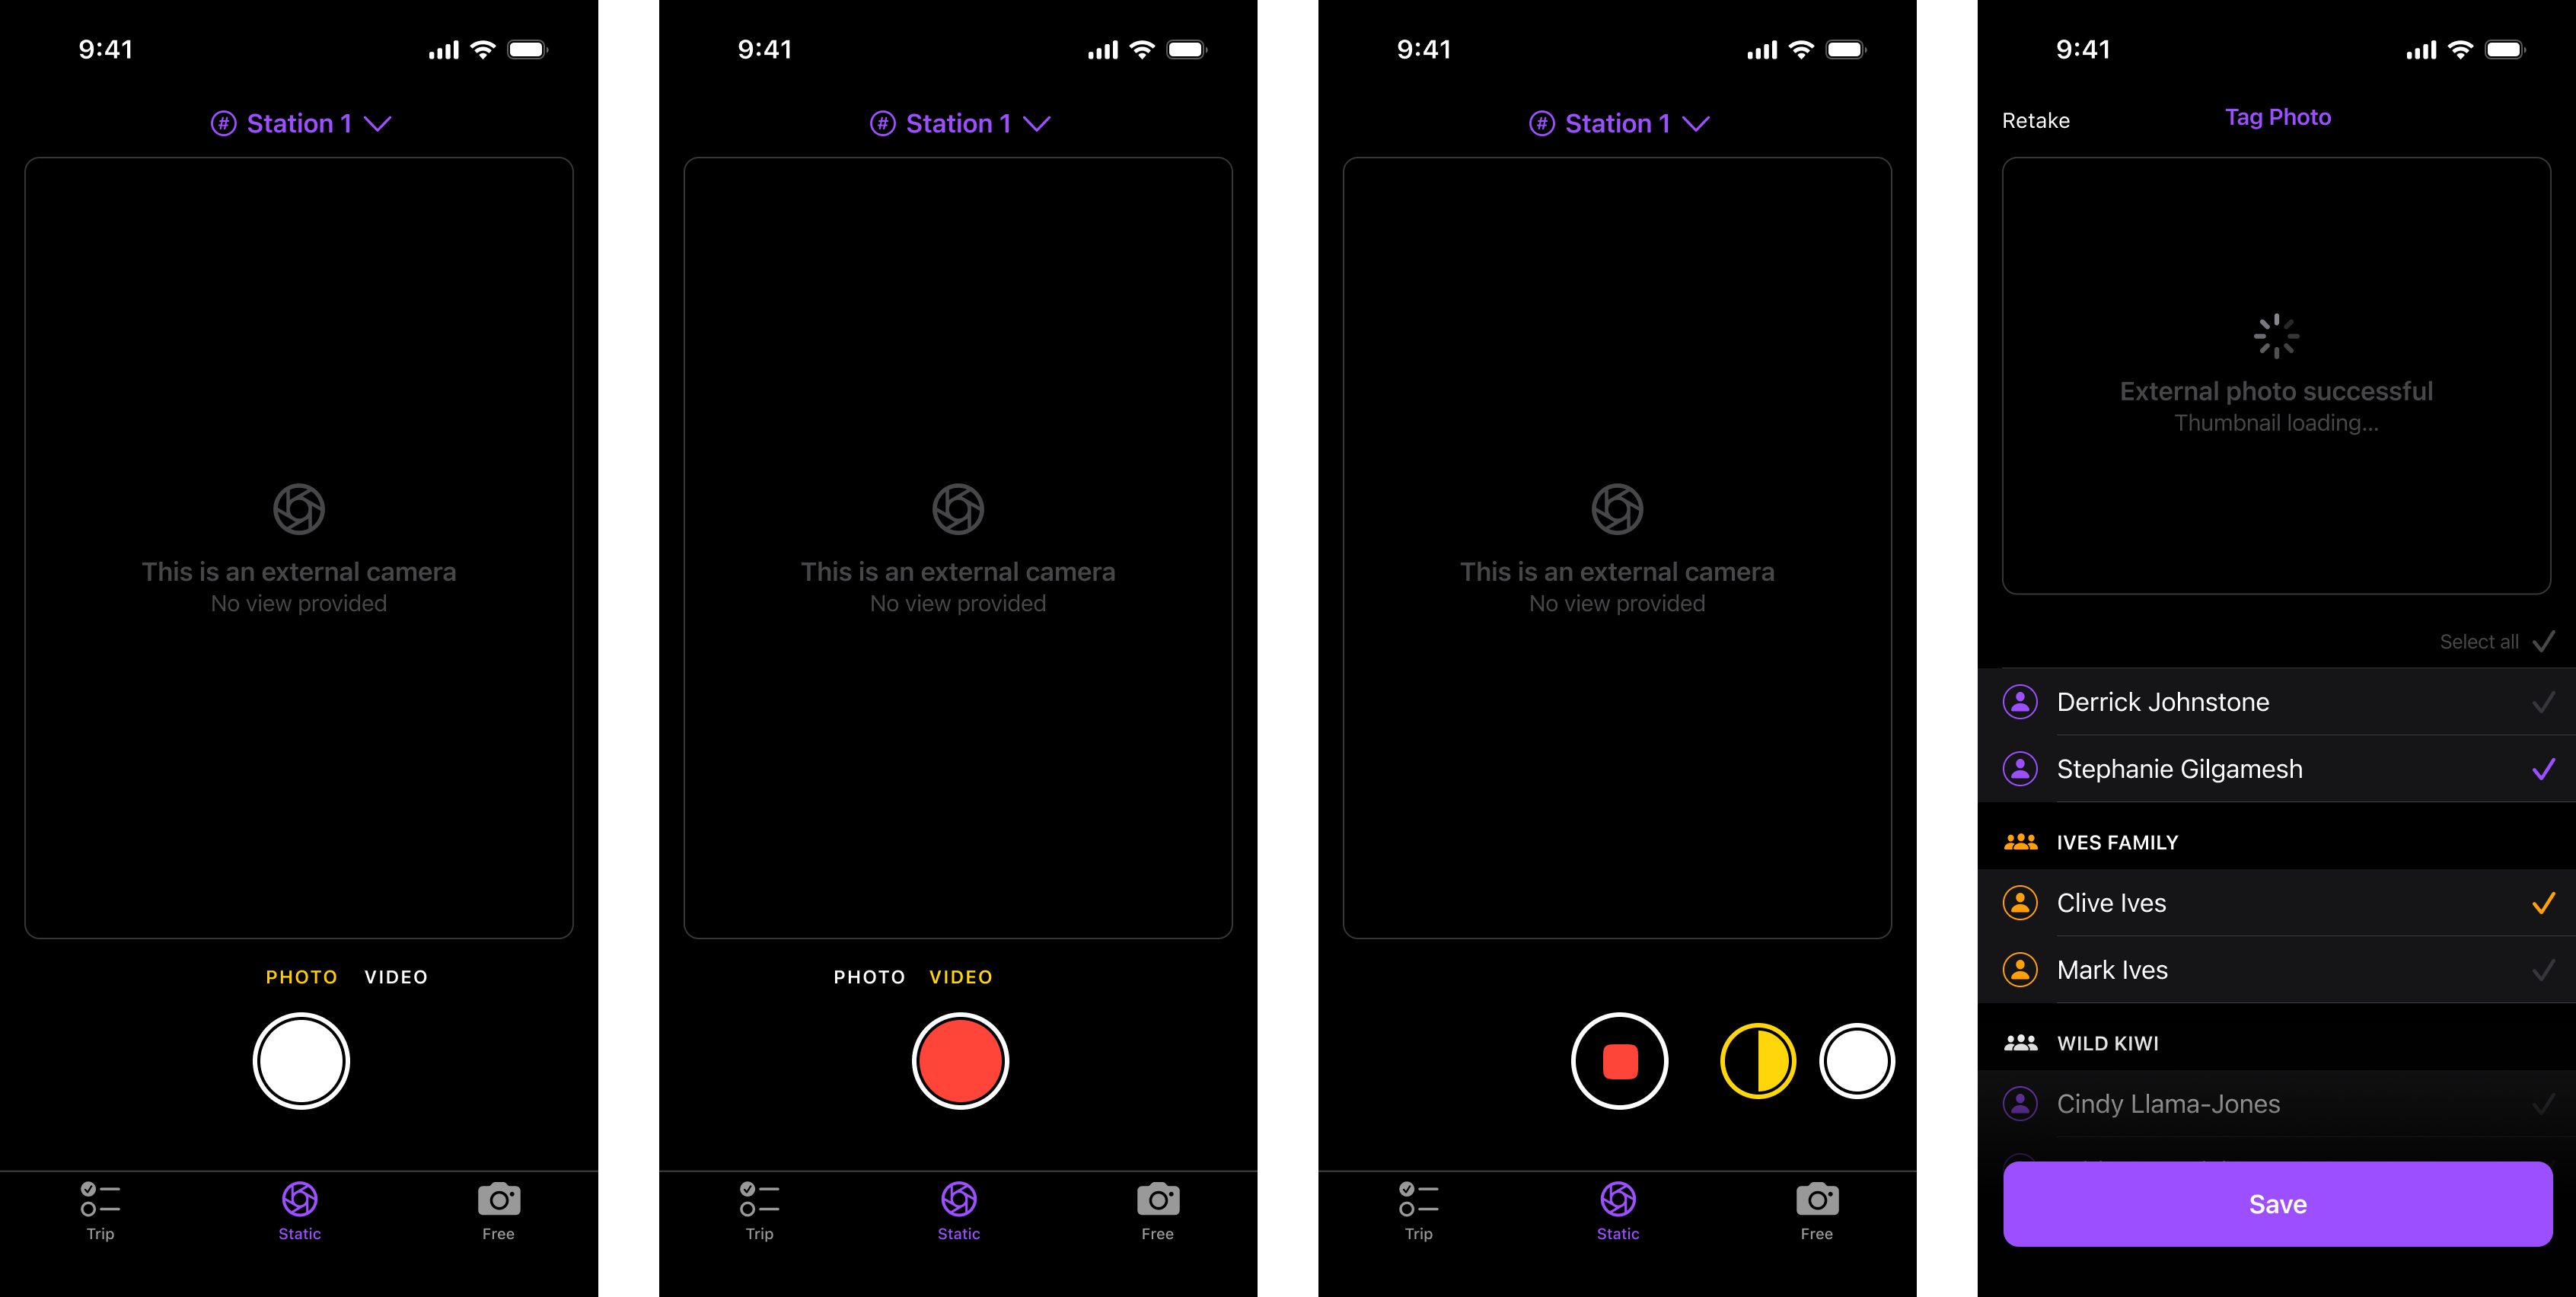 9:41
# Station 1
This is an external camera
No view provided
PHOTO VIDEO
Trip Static Free
9:41
# Station 1
This is an external camera
No view provided
PHOTO VIDEO
Trip Static Free
9:41
# Station 1
This is an external camera
No view provided
Trip Static Free
9:41
Retake Tag Photo
External photo successful
Thumbnail loading...
Select all
Derrick Johnstone
Stephanie Gilgamesh
IVES FAMILY
Clive Ives
Mark Ives
WILD KIWI
Cindy Llama-Jones
Save